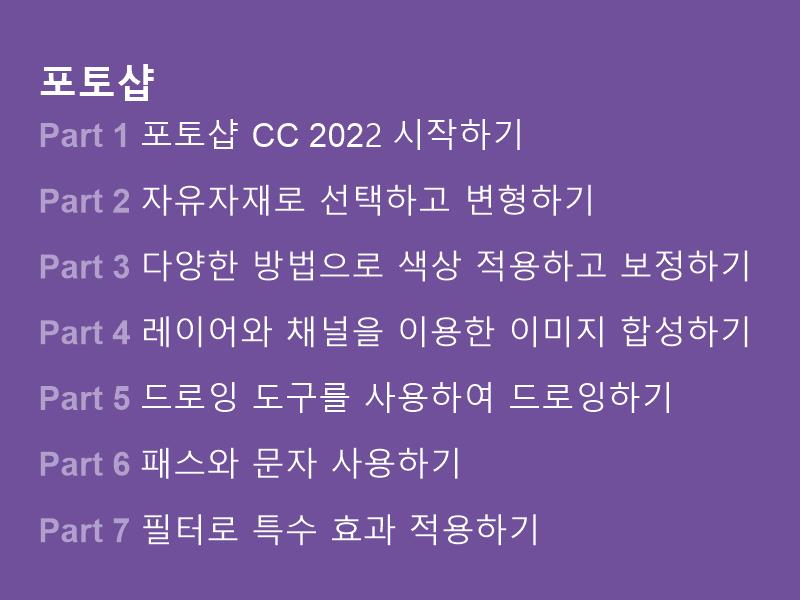 포토샵
Part 1 포토샵 CC 2022 시작하기
Part 2 자유자재로 선택하고 변형하기
Part 3 다양한 방법으로 색상 적용하고 보정하기
Part 4 레이어와 채널을 이용한 이미지 합성하기
Part 5 드로잉 도구를 사용하여 드로잉하기
Part 6 패스와 문자 사용하기
Part 7 필터로 특수 효과 적용하기